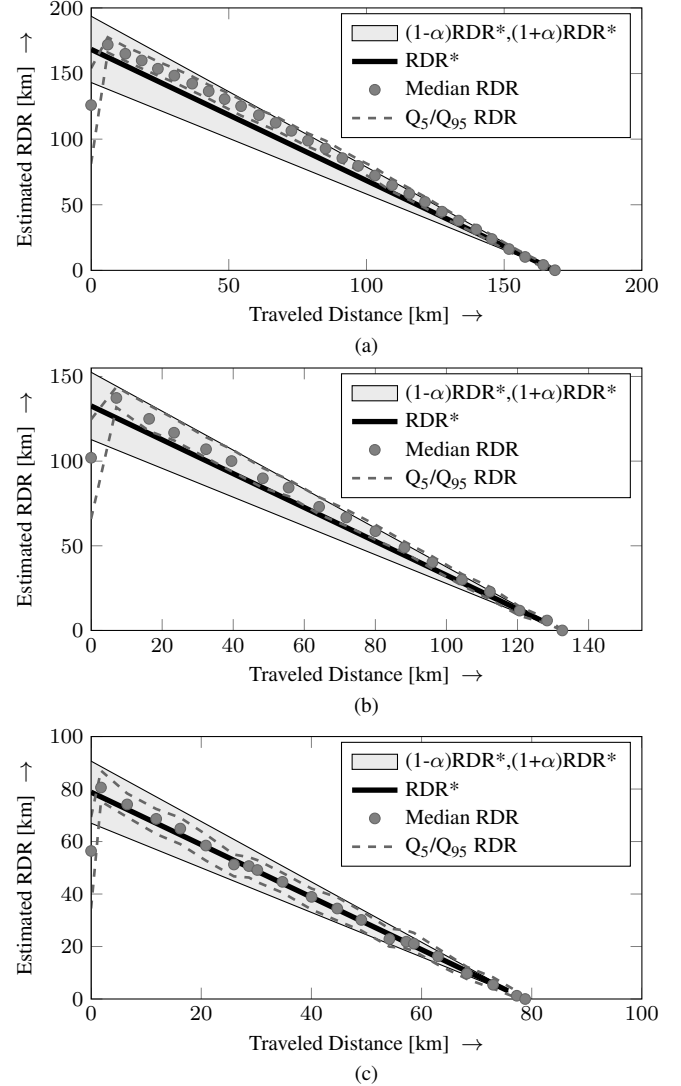 200
150
100
50
0
Estimated RDR [km] →
(1-α)RDR*,(1+α)RDR*
RDR*
Median RDR
Q5/Q95 RDR
0 50 100 150 200
Traveled Distance [km] →
(a)
150
100
50
0
Estimated RDR [km] →
(1-α)RDR*,(1+α)RDR*
RDR*
Median RDR
Q5/Q95 RDR
0 20 40 60 80 100 120 140
Traveled Distance [km] →
(b)
100
80
60
40
20
0
Estimated RDR [km] →
(1-α)RDR*,(1+α)RDR*
RDR*
Median RDR
Q5/Q95 RDR
0 20 40 60 80 100
Traveled Distance [km] →
(c)